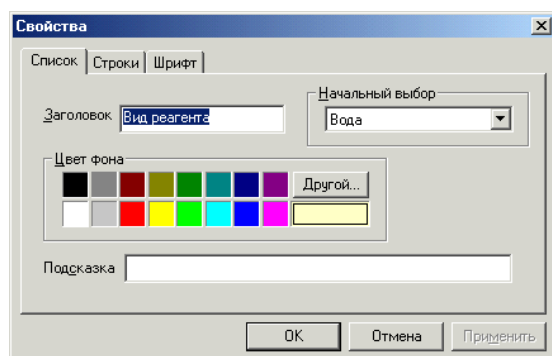 Свойства
Список Строки Шрифт
Заголовок Вид реагента
Начальный выбор
Вода
Цвет фона
Другой...
Подсказка
OK Отмена Применить